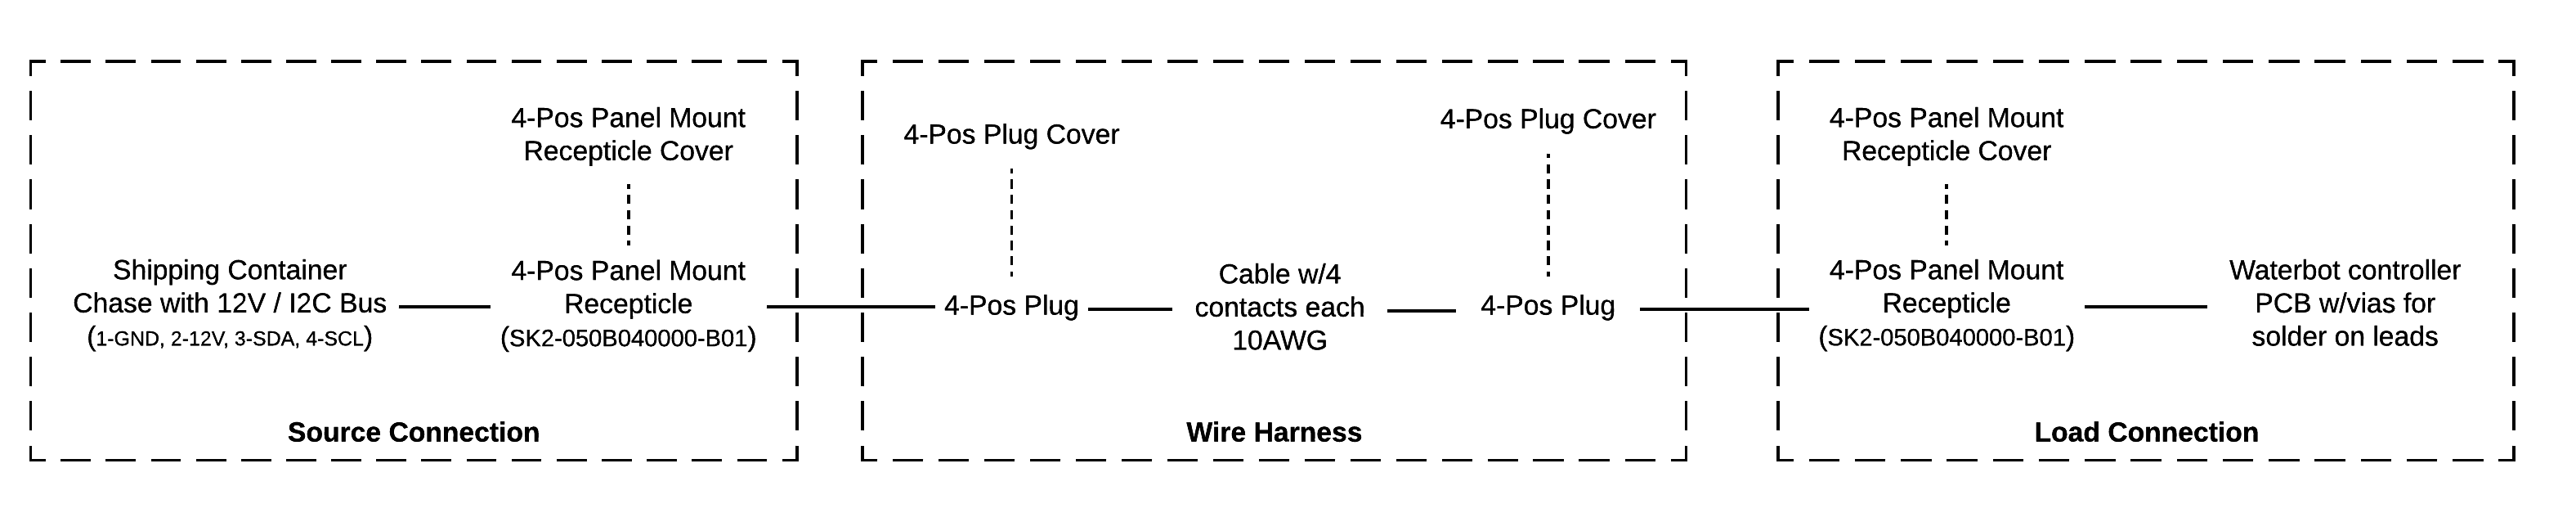 4-Pos Panel Mount
Recepticle Cover
Shipping Container
Chase with 12V / I2C Bus
(1-GND, 2-12V, 3-SDA, 4-SCL)
4-Pos Panel Mount
Recepticle
(SK2-050B040000-B01)
Source Connection
4-Pos Plug Cover
4-Pos Plug Cover
4-Pos Plug
Cable w/4
contacts each
10AWG
4-Pos Plug
Wire Harness
4-Pos Panel Mount
Recepticle Cover
4-Pos Panel Mount
Recepticle
(SK2-050B040000-B01)
Waterbot controller
PCB w/vias for
solder on leads
Load Connection